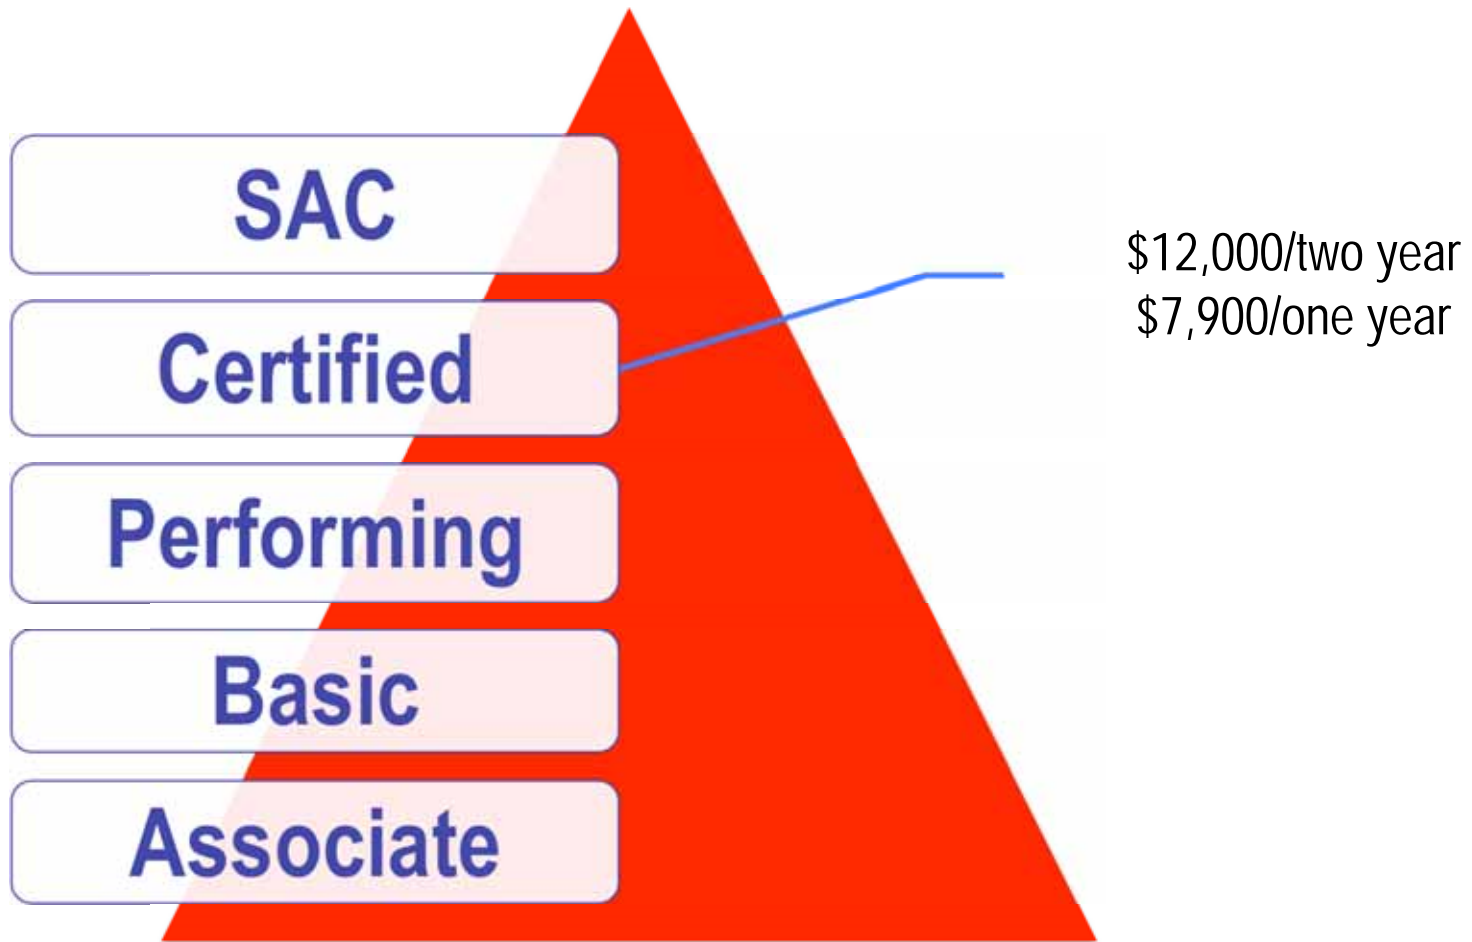 SAC
Certified
Performing
Basic
Associate
$12,000/two year
$7,900/one year